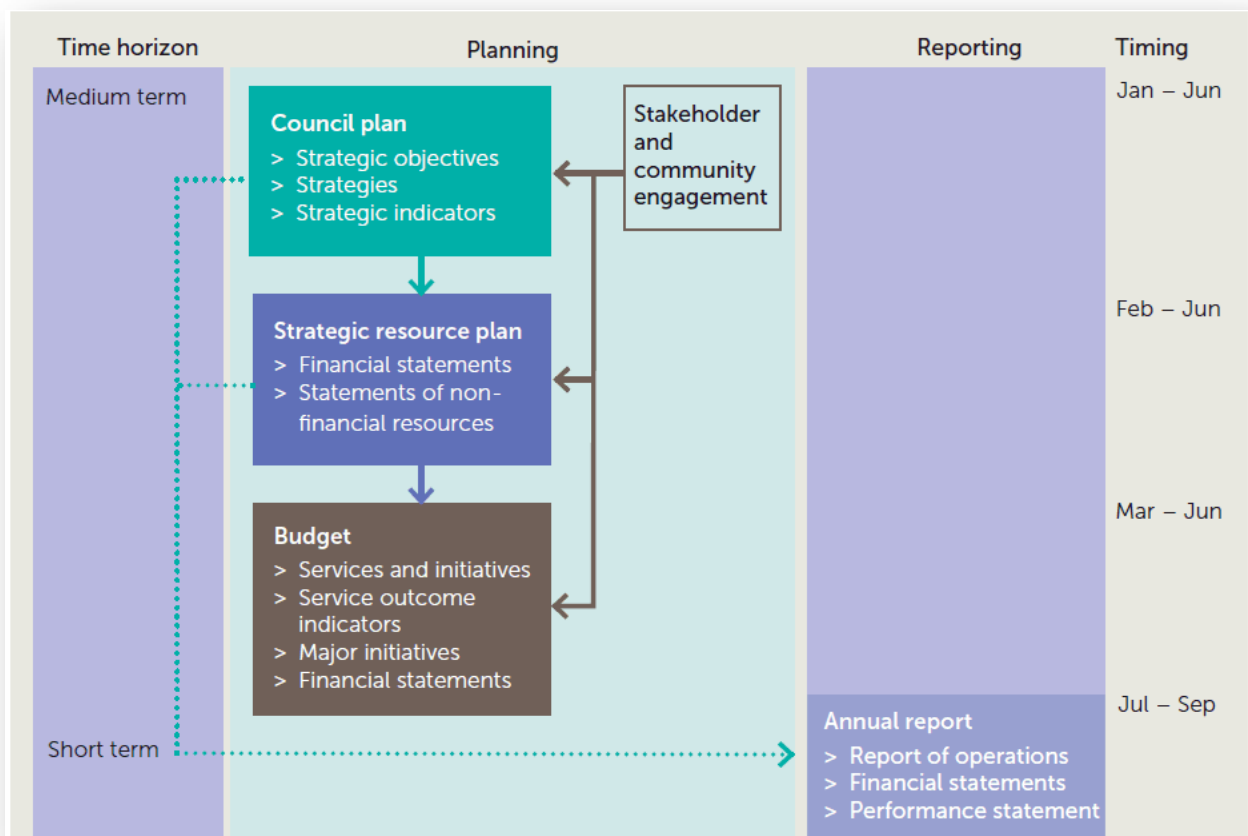 Time horizon
Planning
Reporting
Timing
Medium term
Council plan
> Strategic objectives
> Strategies
> Strategic indicators
Stakeholder
and
community
engagement
Jan – Jun
Strategic resource plan
> Financial statements
> Statements of non-
financial resources
Feb – Jun
Budget
> Services and initiatives
> Service outcome
indicators
> Major initiatives
> Financial statements
Mar – Jun
Short term
Annual report
> Report of operations
> Financial statements
> Performance statement
Jul – Sep